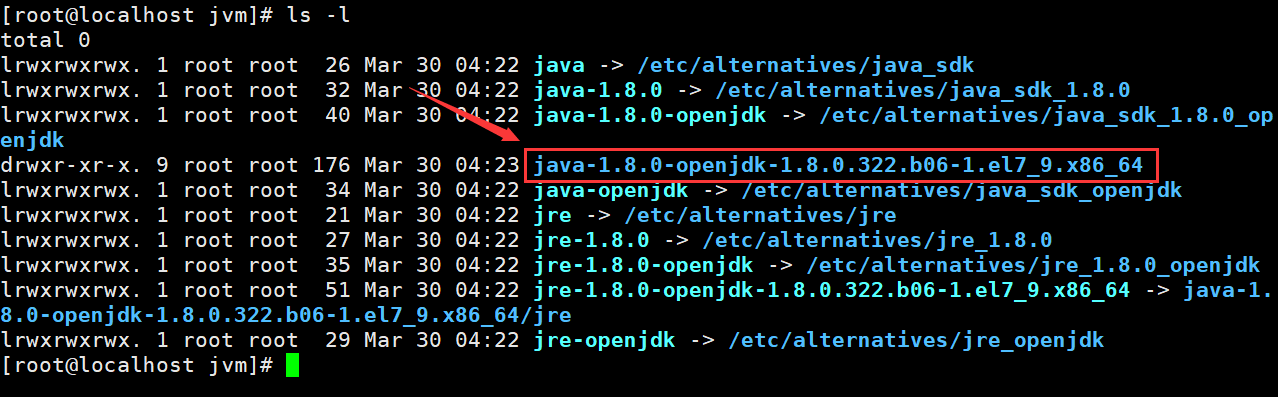 [root@localhost jvm]# ls -l
total 0
lrwxrwxrwx. 1 root root  26 Mar 30 04:22 java -> /etc/alternatives/java_sdk
lrwxrwxrwx. 1 root root  32 Mar 30 04:22 java-1.8.0 -> /etc/alternatives/java_sdk_1.8.0
lrwxrwxrwx. 1 root root  40 Mar 30 04:22 java-1.8.0-openjdk -> /etc/alternatives/java_sdk_1.8.0_op
enjdk
drwxr-xr-x. 9 root root 176 Mar 30 04:23 java-1.8.0-openjdk-1.8.0.322.b06-1.el7_9.x86_64
lrwxrwxrwx. 1 root root  34 Mar 30 04:22 java-openjdk -> /etc/alternatives/java_sdk_openjdk
lrwxrwxrwx. 1 root root  21 Mar 30 04:22 jre -> /etc/alternatives/jre
lrwxrwxrwx. 1 root root  27 Mar 30 04:22 jre-1.8.0 -> /etc/alternatives/jre_1.8.0
lrwxrwxrwx. 1 root root  35 Mar 30 04:22 jre-1.8.0-openjdk -> /etc/alternatives/jre_1.8.0_openjdk
lrwxrwxrwx. 1 root root  51 Mar 30 04:22 jre-1.8.0-openjdk-1.8.0.322.b06-1.el7_9.x86_64 -> java-1.
8.0-openjdk-1.8.0.322.b06-1.el7_9.x86_64/jre
lrwxrwxrwx. 1 root root  29 Mar 30 04:22 jre-openjdk -> /etc/alternatives/jre_openjdk
[root@localhost jvm]#